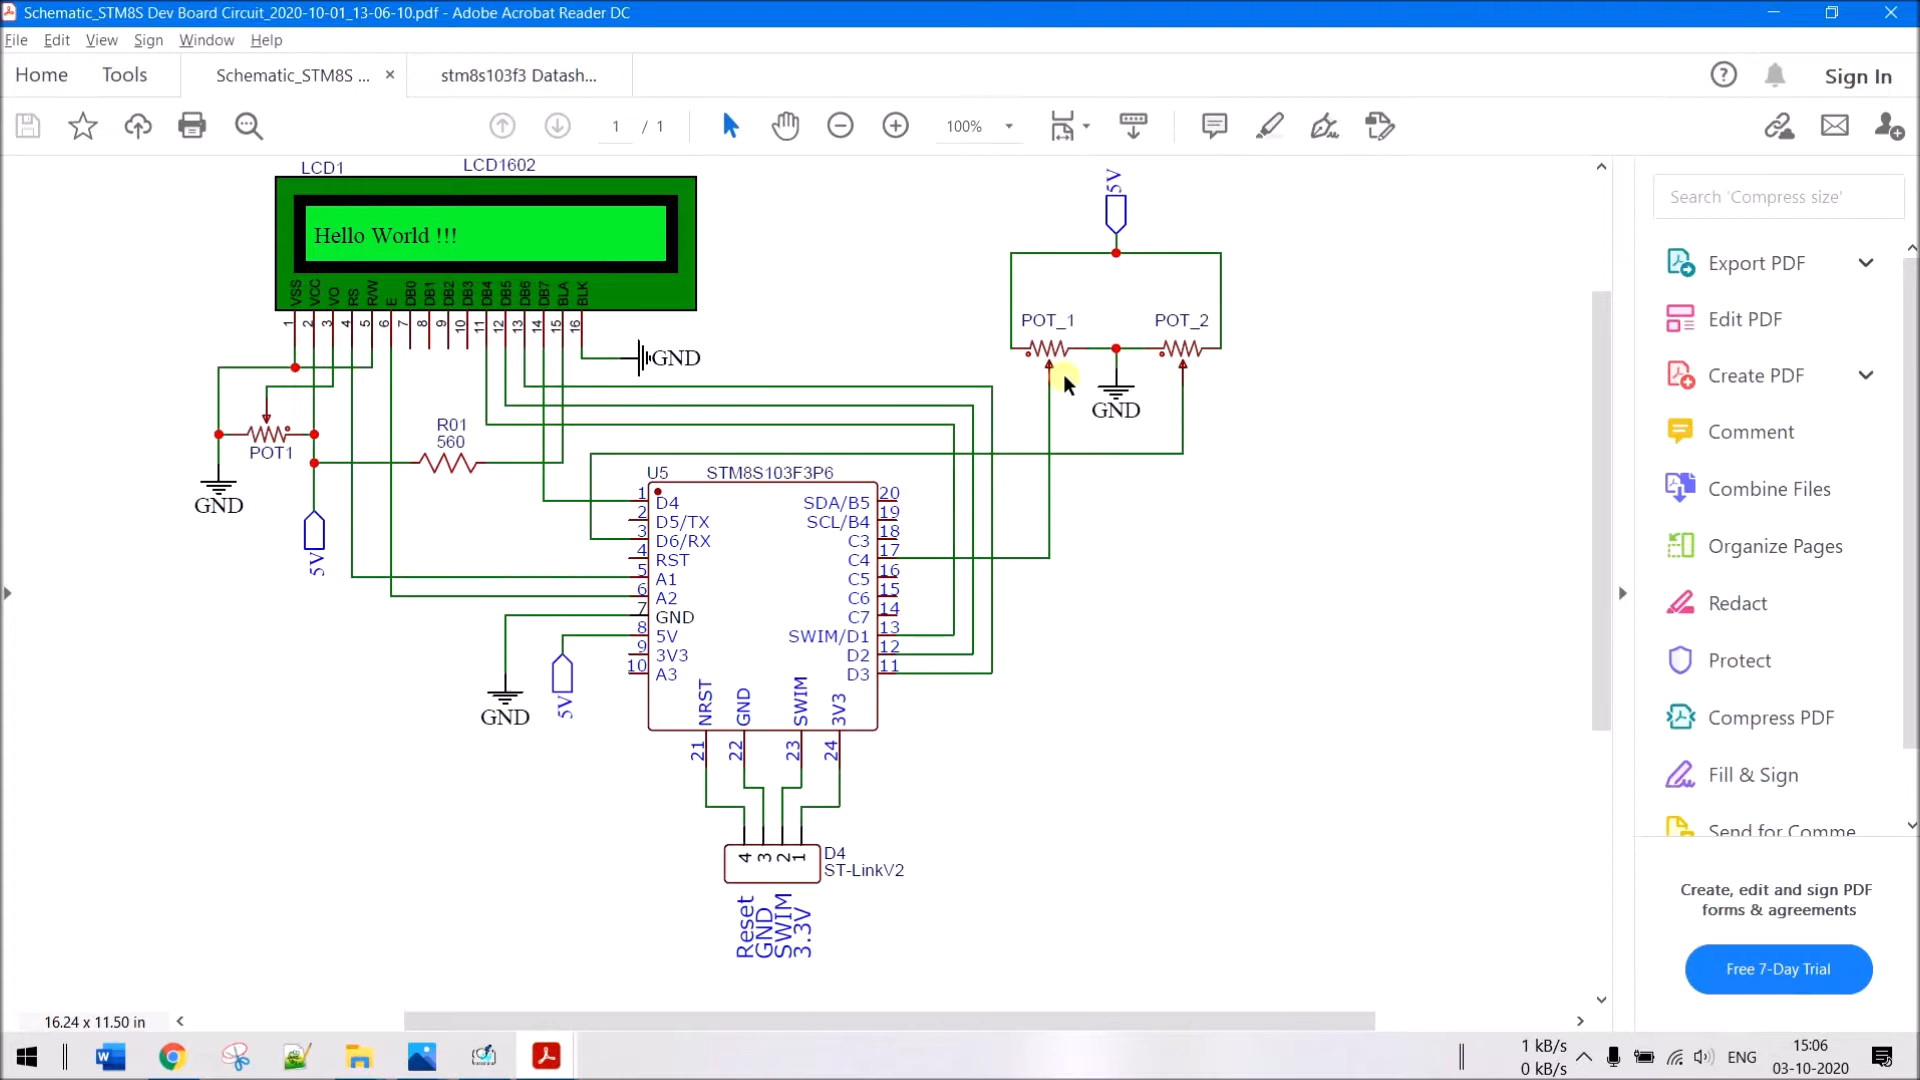 Schematic_STM8S Dev Board Circuit_2020-10-01_13-06-10.pdf - Adobe Acrobat Reader DC
File Edit View Sign Window Help
Home Tools Schematic_STM8S ... × stm8s103f3 Datash... Sign In
1 / 1 100%
LCD1 LCD1602
Hello World !!!
VSS VCC VO RS R/W E DB0 DB1 DB2 DB3 DB4 DB5 DB6 DB7 BLA BLK
1 2 3 4 5 6 7 8 9 10 11 12 13 14 15 16
GND
POT1
GND
5V
R01
560
5V
POT_1 POT_2
GND
U5 STM8S103F3P6
1 D4 SDA/B5 20
2 D5/TX SCL/B4 19
3 D6/RX C3 18
4 RST C4 17
5 A1 C5 16
6 A2 C6 15
7 GND C7 14
8 5V SWIM/D1 13
9 3V3 D2 12
10 A3 D3 11
NRST GND SWIM 3V3
21 22 23 24
GND
5V
4 3 2 1
D4
ST-LinkV2
Reset
GND
SWIM
3.3V
Search 'Compress size'
Export PDF
Edit PDF
Create PDF
Comment
Combine Files
Organize Pages
Redact
Protect
Compress PDF
Fill & Sign
Send for Comme
Create, edit and sign PDF
forms & agreements
Free 7-Day Trial
16.24 x 11.50 in
1 kB/s
0 kB/s
ENG
15:06
03-10-2020